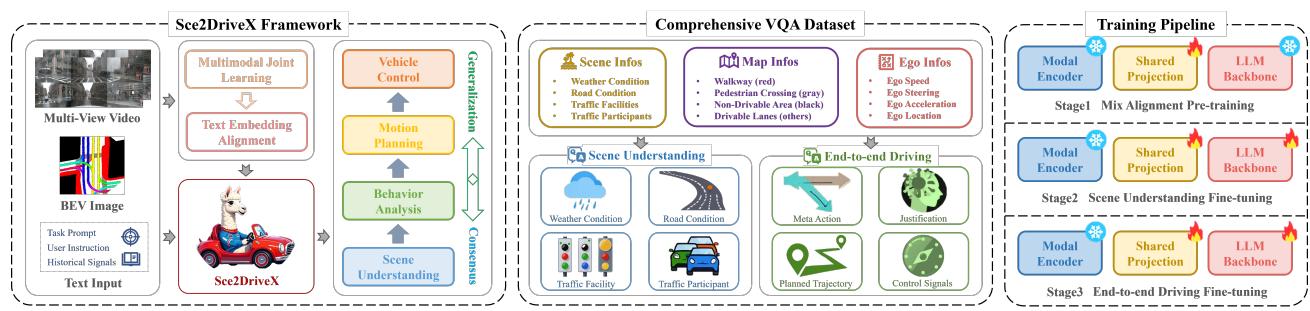 Sce2DriveX Framework
Multi-View Video
BEV Image
Task Prompt
User Instruction
Historical Signals
Text Input
Multimodal Joint
Learning
Text Embedding
Alignment
Sce2DriveX
Vehicle
Control
Motion
Planning
Behavior
Analysis
Scene
Understanding
Generalization
Consensus
Comprehensive VQA Dataset
Scene Infos
• Weather Condition
• Road Condition
• Traffic Facilities
• Traffic Participants
Map Infos
• Walkway (red)
• Pedestrian Crossing (gray)
• Non-Drivable Area (black)
• Drivable Lanes (others)
Ego Infos
• Ego Speed
• Ego Steering
• Ego Acceleration
• Ego Location
Scene Understanding
Weather Condition
Road Condition
Traffic Facility
Traffic Participant
End-to-end Driving
Meta Action
Justification
Planned Trajectory
Control Signals
Training Pipeline
Modal
Encoder
Shared
Projection
LLM
Backbone
Stage1 Mix Alignment Pre-training
Modal
Encoder
Shared
Projection
LLM
Backbone
Stage2 Scene Understanding Fine-tuning
Modal
Encoder
Shared
Projection
LLM
Backbone
Stage3 End-to-end Driving Fine-tuning